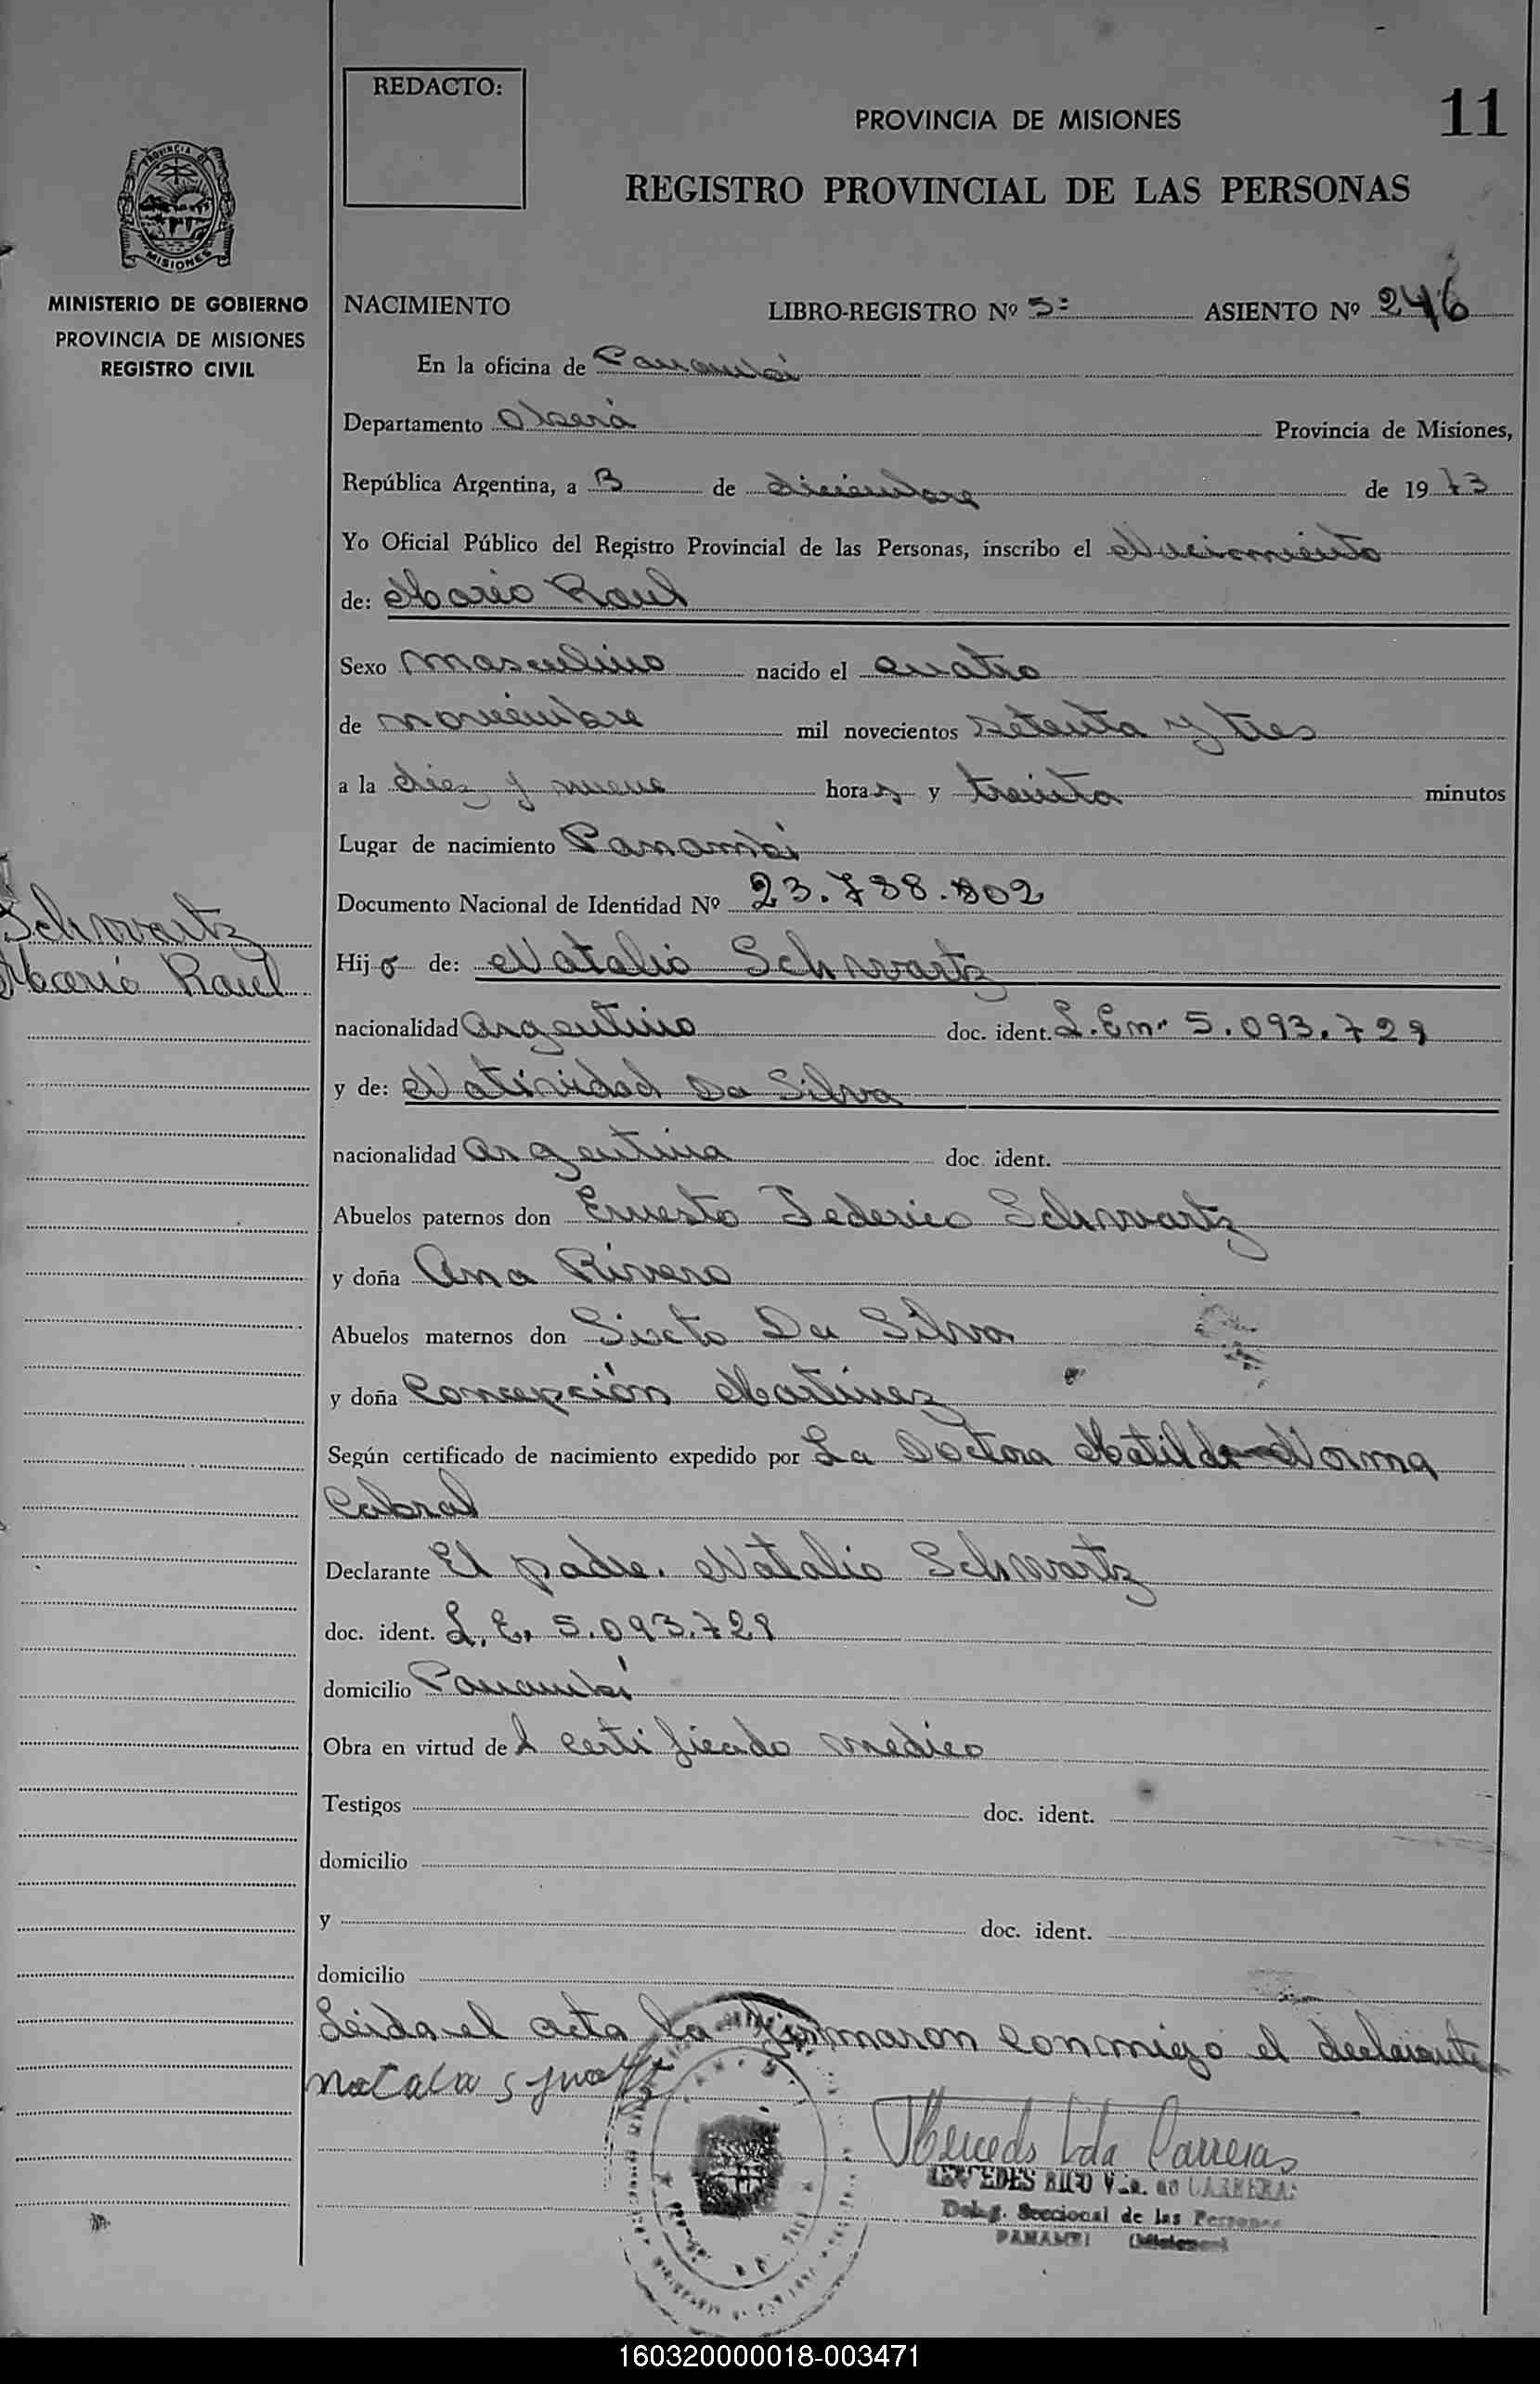 REDACTO:
PROVINCIA DE MISIONES
11
REGISTRO PROVINCIAL DE LAS PERSONAS
PROVINCIA DE
MISIONES
MINISTERIO DE GOBIERNO
PROVINCIA DE MISIONES
REGISTRO CIVIL
NACIMIENTO LIBRO-REGISTRO Nº 3: ASIENTO Nº 246
En la oficina de Panambí
Departamento Oberá Provincia de Misiones,
República Argentina, a 3 de diciembre de 1973
Yo Oficial Público del Registro Provincial de las Personas, inscribo el Nacimiento
de: Mario Raul
Sexo masculino nacido el cuatro
de noviembre mil novecientos setenta y tres
a la diez y nueve horas y treinta minutos
Lugar de nacimiento Panambí
Documento Nacional de Identidad Nº 23.738.802
Schwartz
Mario Raul
Hijo de: Natalio Schwartz
nacionalidad Argentino doc. ident. L.E nº 5.093.729
y de: Natividad Da Silva
nacionalidad Argentina doc. ident.
Abuelos paternos don Ernesto Federico Schwartz
y doña Ana Rivero
Abuelos maternos don Sixto Da Silva
y doña Concepción Martinez
Según certificado de nacimiento expedido por La Doctora Matilde Norma
Cabral
Declarante El padre. Natalio Schwartz
doc. ident. L.E. 5.093.729
domicilio Panambí
Obra en virtud del certificado medico
Testigos doc. ident.
domicilio
y doc. ident.
domicilio
Leida el acta la firmaron conmigo el declarante
Mercedes Carreras
MERCEDES
Deleg. Seccional de las Personas
PANAMBI (Misiones)
160320000018-003471